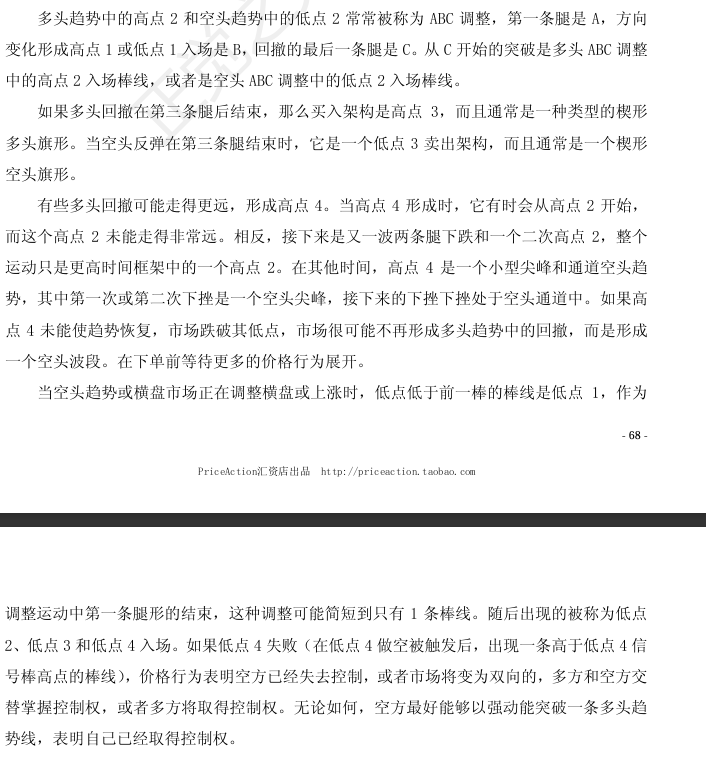 多头趋势中的高点 2 和空头趋势中的低点 2 常常被称为 ABC 调整，第一条腿是 A，方向
变化形成高点 1 或低点 1 入场是 B，回撤的最后一条腿是 C。从 C 开始的突破是多头 ABC 调整
中的高点 2 入场棒线，或者是空头 ABC 调整中的低点 2 入场棒线。
如果多头回撤在第三条腿后结束，那么买入架构是高点 3，而且通常是一种类型的楔形
多头旗形。当空头反弹在第三条腿结束时，它是一个低点 3 卖出架构，而且通常是一个楔形
空头旗形。
有些多头回撤可能走得更远，形成高点 4。当高点 4 形成时，它有时会从高点 2 开始，
而这个高点 2 未能走得非常远。相反，接下来是又一波两条腿下跌和一个二次高点 2，整个
运动只是更高时间框架中的一个高点 2。在其他时间，高点 4 是一个小型尖峰和通道空头趋
势，其中第一次或第二次下挫是一个空头尖峰，接下来的下挫下挫处于空头通道中。如果高
点 4 未能使趋势恢复，市场跌破其低点，市场很可能不再形成多头趋势中的回撤，而是形成
一个空头波段。在下单前等待更多的价格行为展开。
当空头趋势或横盘市场正在调整横盘或上涨时，低点低于前一棒的棒线是低点 1，作为
- 68 -
PriceAction汇资店出品 http://priceaction.taobao.com
调整运动中第一条腿形的结束，这种调整可能简短到只有 1 条棒线。随后出现的被称为低点
2、低点 3 和低点 4 入场。如果低点 4 失败（在低点 4 做空被触发后，出现一条高于低点 4 信
号棒高点的棒线），价格行为表明空方已经失去控制，或者市场将变为双向的，多方和空方交
替掌握控制权，或者多方将取得控制权。无论如何，空方最好能够以强动能突破一条多头趋
势线，表明自己已经取得控制权。